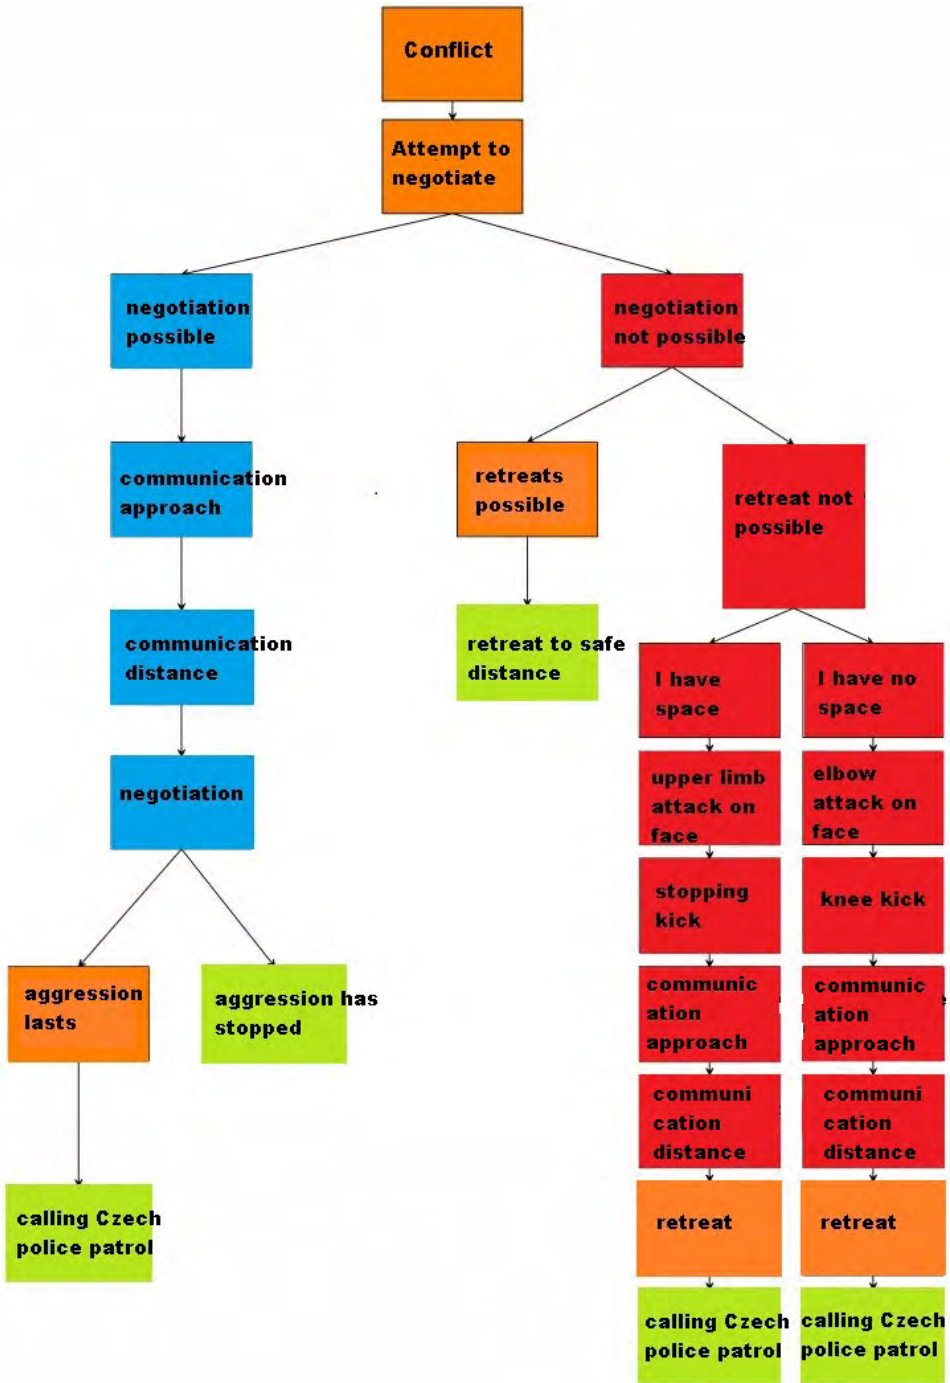 Conflict
Attempt to
negotiate
negotiation
possible
negotiation
not possible
communication
approach
retreats
possible
retreat not
possible
communication
distance
retreat to safe
distance
I have
space
I have no
space
negotiation
upper limb
attack on
face
elbow
attack on
face
stopping
kick
knee kick
aggression
lasts
aggression has
stopped
communic
ation
approach
communic
ation
approach
communi
cation
distance
communi
cation
distance
calling Czech
police patrol
retreat
retreat
calling Czech
police patrol
calling Czech
police patrol